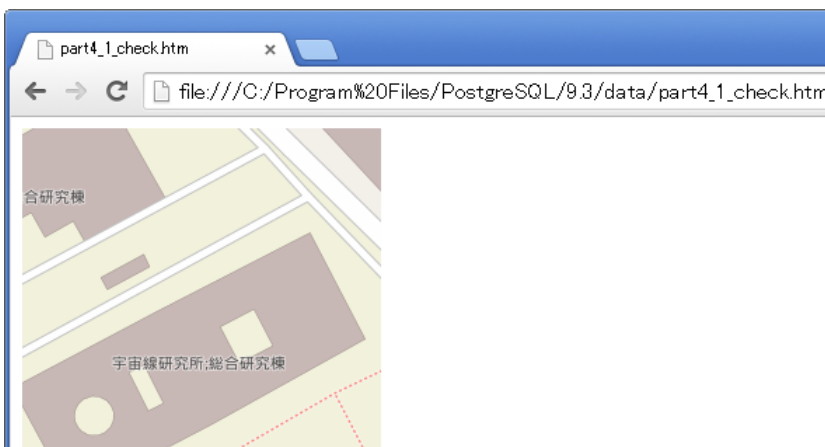 part4_1_check.htm
file:///C:/Program%20Files/PostgreSQL/9.3/data/part4_1_check.htm
合研究棟
宇宙線研究所;総合研究棟